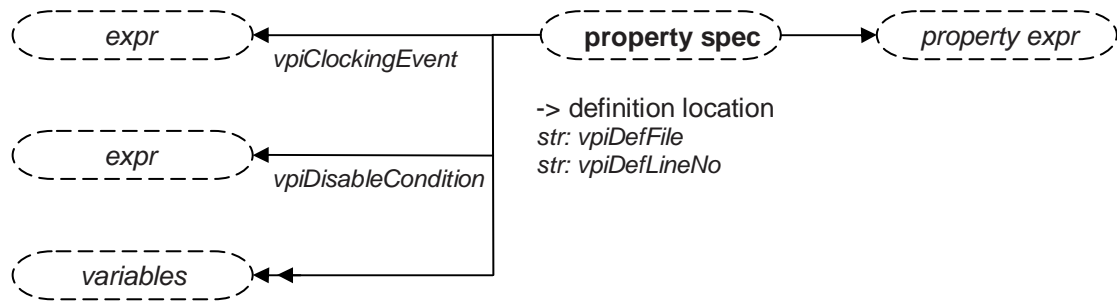 expr
property spec
property expr
vpiClockingEvent
-> definition location
str: vpiDefFile
str: vpiDefLineNo
expr
vpiDisableCondition
variables